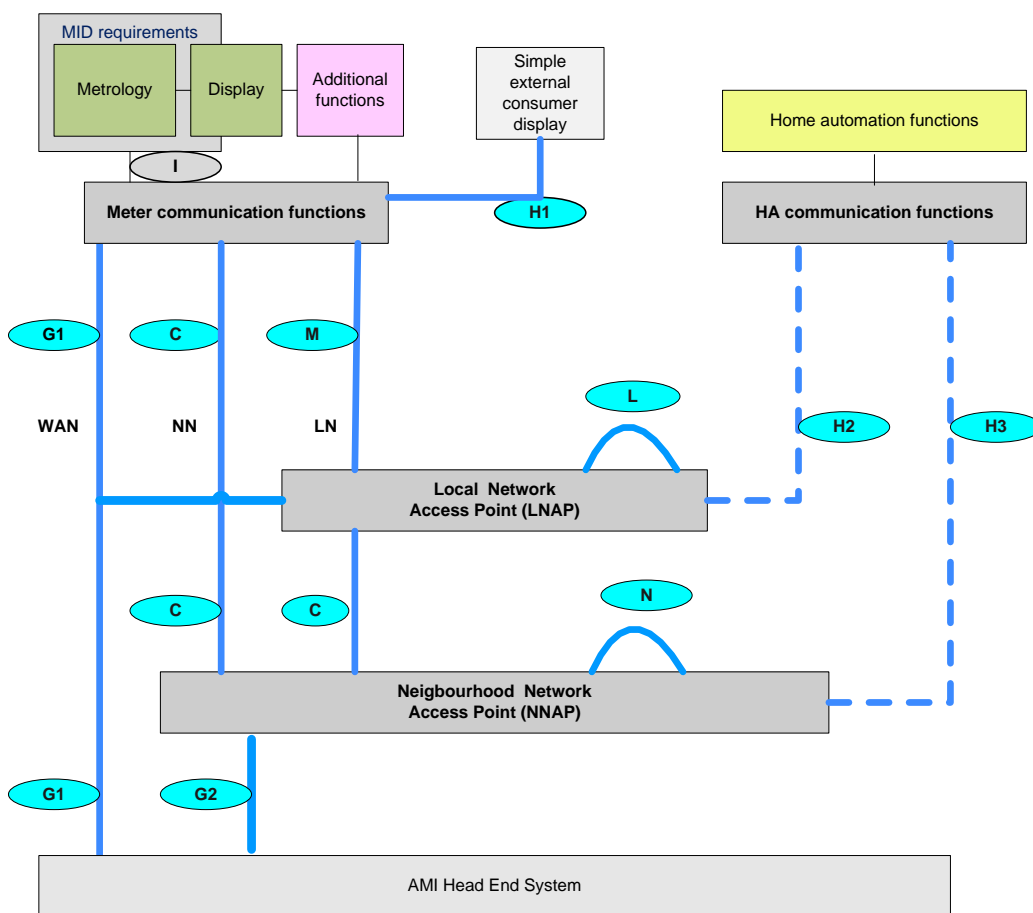 MID requirements
Metrology
Display
Additional
functions
Simple
external
consumer
display
Home automation functions
I
Meter communication functions
H1
HA communication functions
G1
C
M
L
WAN
NN
LN
H2
H3
Local Network
Access Point (LNAP)
C
C
N
Neigbourhood Network
Access Point (NNAP)
G1
G2
AMI Head End System